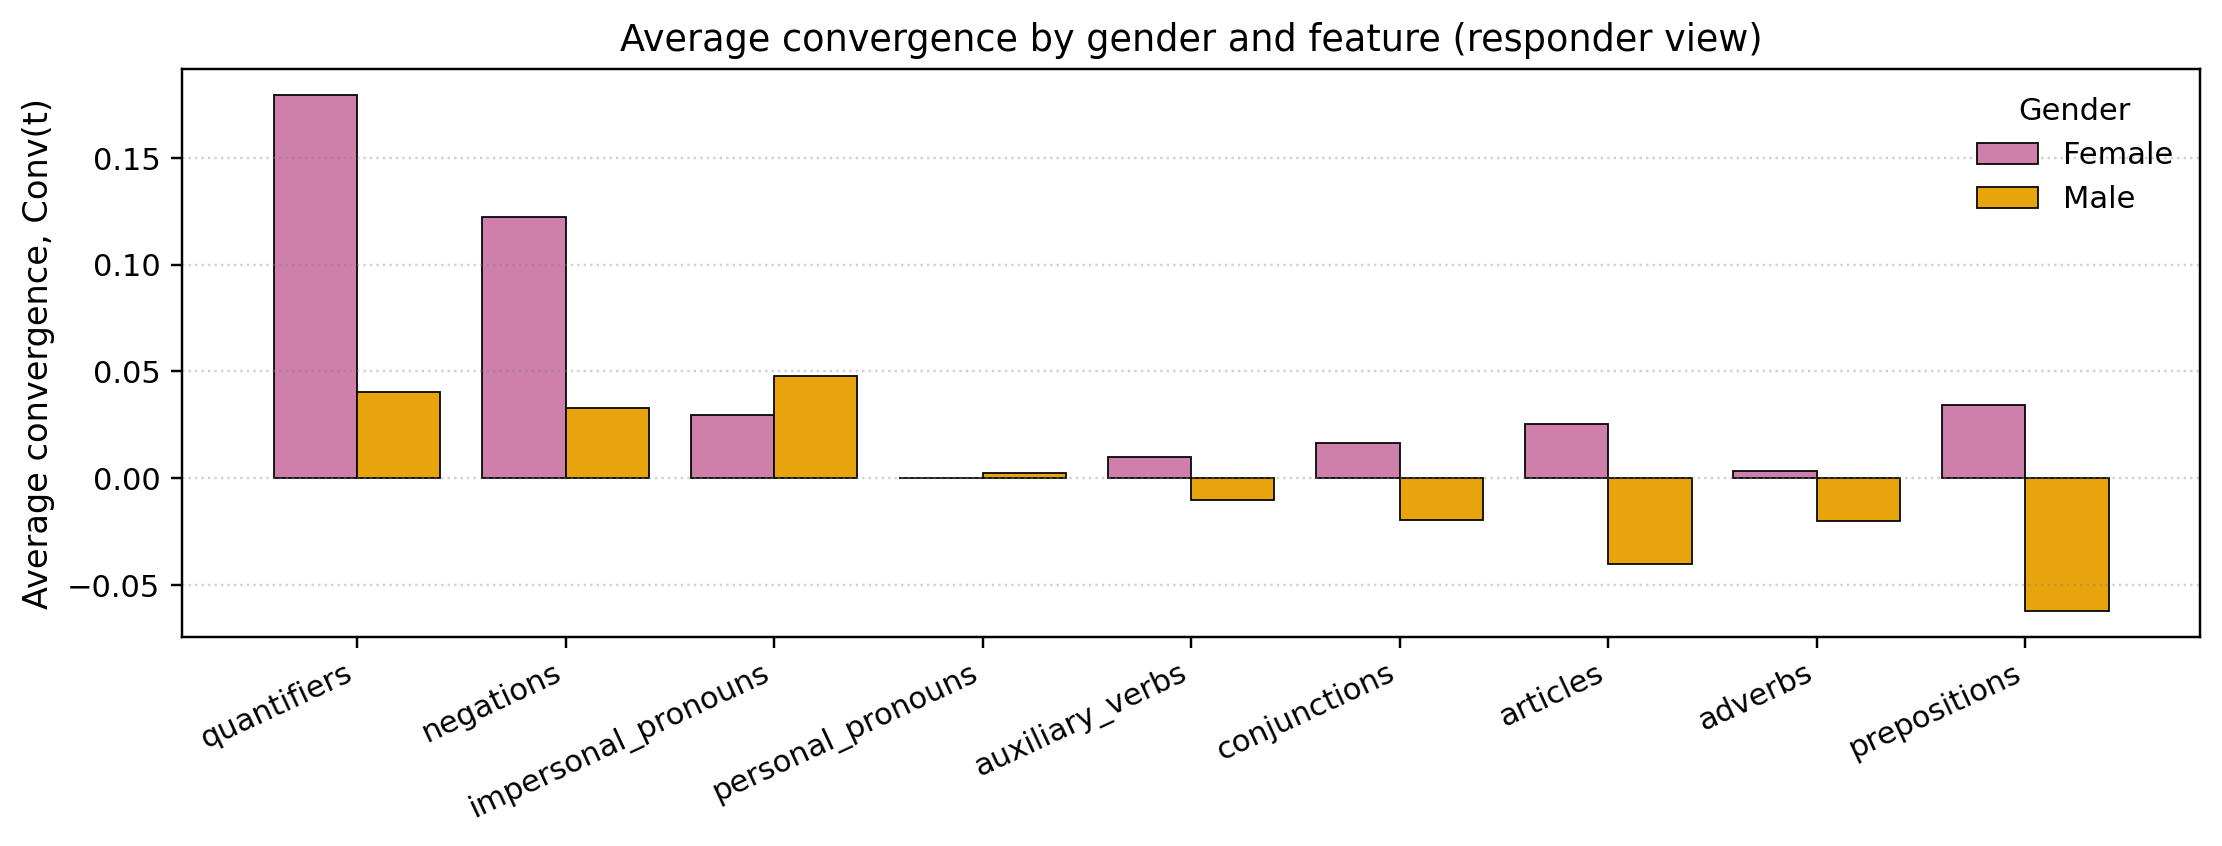 Average convergence by gender and feature (responder view)
Average convergence, Conv(t)
0.15
0.10
0.05
0.00
−0.05
Gender
Female
Male
quantifiers
negations
impersonal_pronouns
personal_pronouns
auxiliary_verbs
conjunctions
articles
adverbs
prepositions